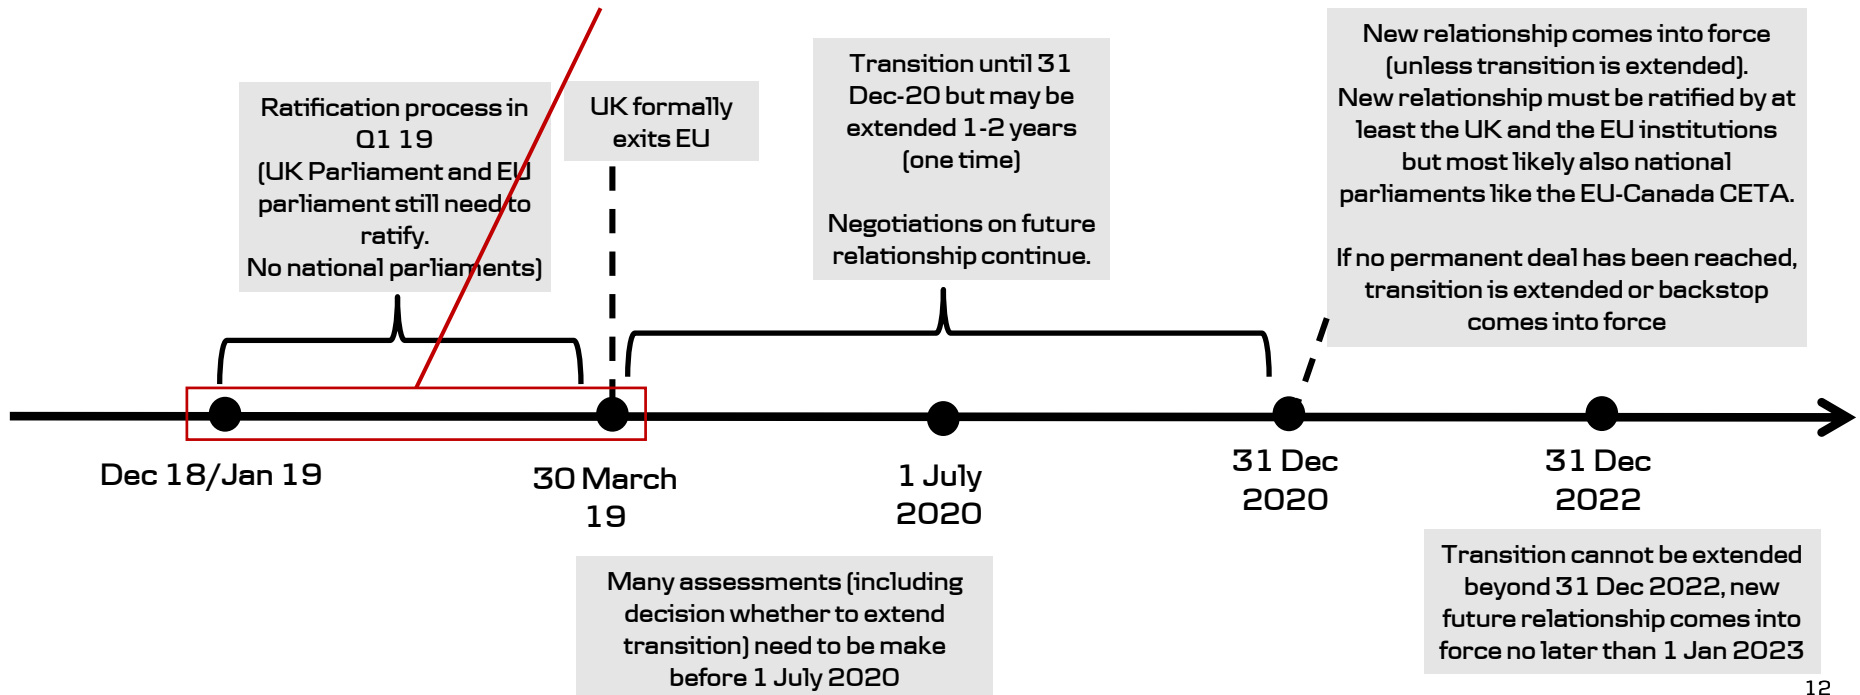 Ratification process in
Q1 19
(UK Parliament and EU
parliament still need to
ratify.
No national parliaments)
UK formally
exits EU
Transition until 31
Dec-20 but may be
extended 1-2 years
(one time)
Negotiations on future
relationship continue.
New relationship comes into force
(unless transition is extended).
New relationship must be ratified by at
least the UK and the EU institutions
but most likely also national
parliaments like the EU-Canada CETA.
If no permanent deal has been reached,
transition is extended or backstop
comes into force
Dec 18/Jan 19
30 March
19
1 July
2020
31 Dec
2020
31 Dec
2022
Many assessments (including
decision whether to extend
transition) need to be make
before 1 July 2020
Transition cannot be extended
beyond 31 Dec 2022, new
future relationship comes into
force no later than 1 Jan 2023
12